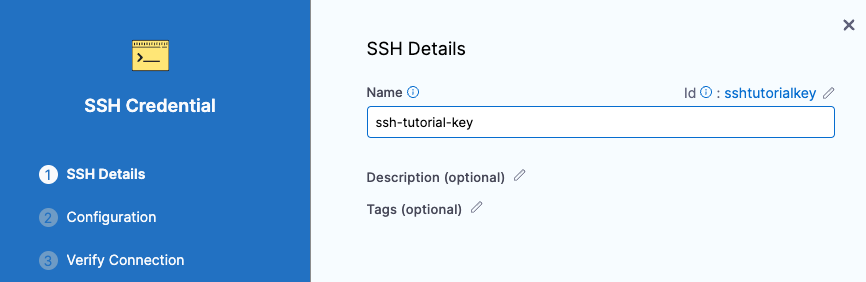 SSH Credential
1 SSH Details
2 Configuration
3 Verify Connection
SSH Details
Name
Id : sshtutorialkey
ssh-tutorial-key
Description (optional)
Tags (optional)